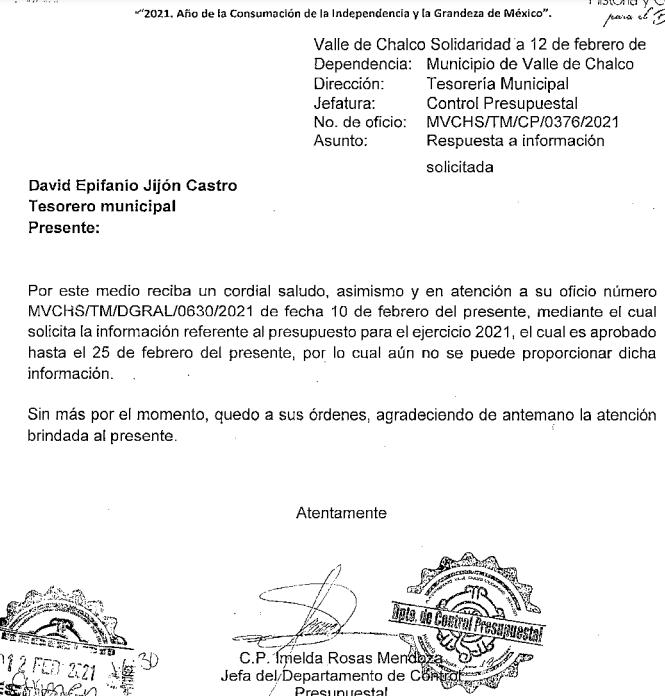 “2021. Año de la Consumación de la Independencia y la Grandeza de México”.
para el
Valle de Chalco Solidaridad a 12 de febrero de
Dependencia: Municipio de Valle de Chalco
Dirección: Tesorería Municipal
Jefatura: Control Presupuestal
No. de oficio: MVCHS/TM/CP/0376/2021
Asunto: Respuesta a información
solicitada
David Epifanio Jijón Castro
Tesorero municipal
Presente:
Por este medio reciba un cordial saludo, asimismo y en atención a su oficio número
MVCHS/TM/DGRAL/0630/2021 de fecha 10 de febrero del presente, mediante el cual
solicita la información referente al presupuesto para el ejercicio 2021, el cual es aprobado
hasta el 25 de febrero del presente, por lo cual aún no se puede proporcionar dicha
información.
Sin más por el momento, quedo a sus órdenes, agradeciendo de antemano la atención
brindada al presente.
Atentamente
Dpto. de Control Presupuestal
12 FEB 2021
C.P. Imelda Rosas Mendoza
Jefa del Departamento de Control
Presupuestal